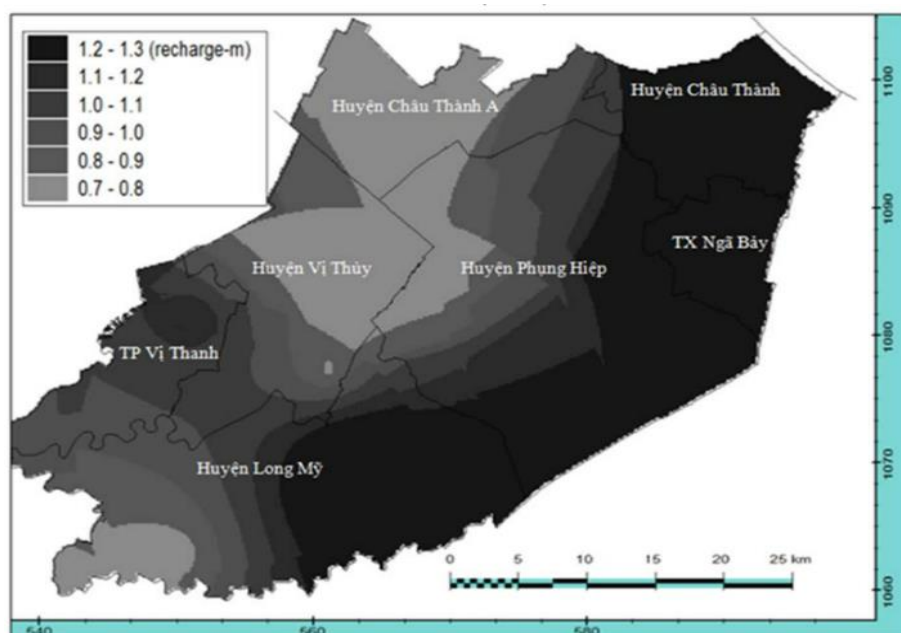 1.2 - 1.3 (recharge-m)
1.1 - 1.2
1.0 - 1.1
0.9 - 1.0
0.8 - 0.9
0.7 - 0.8
Huyện Châu Thành A
Huyện Châu Thành
TX Ngã Bảy
Huyện Vị Thủy
Huyện Phụng Hiệp
TP Vị Thanh
Huyện Long Mỹ
0 5 10 15 20 25 km
1100
1090
1080
1070
1060
540 560 580